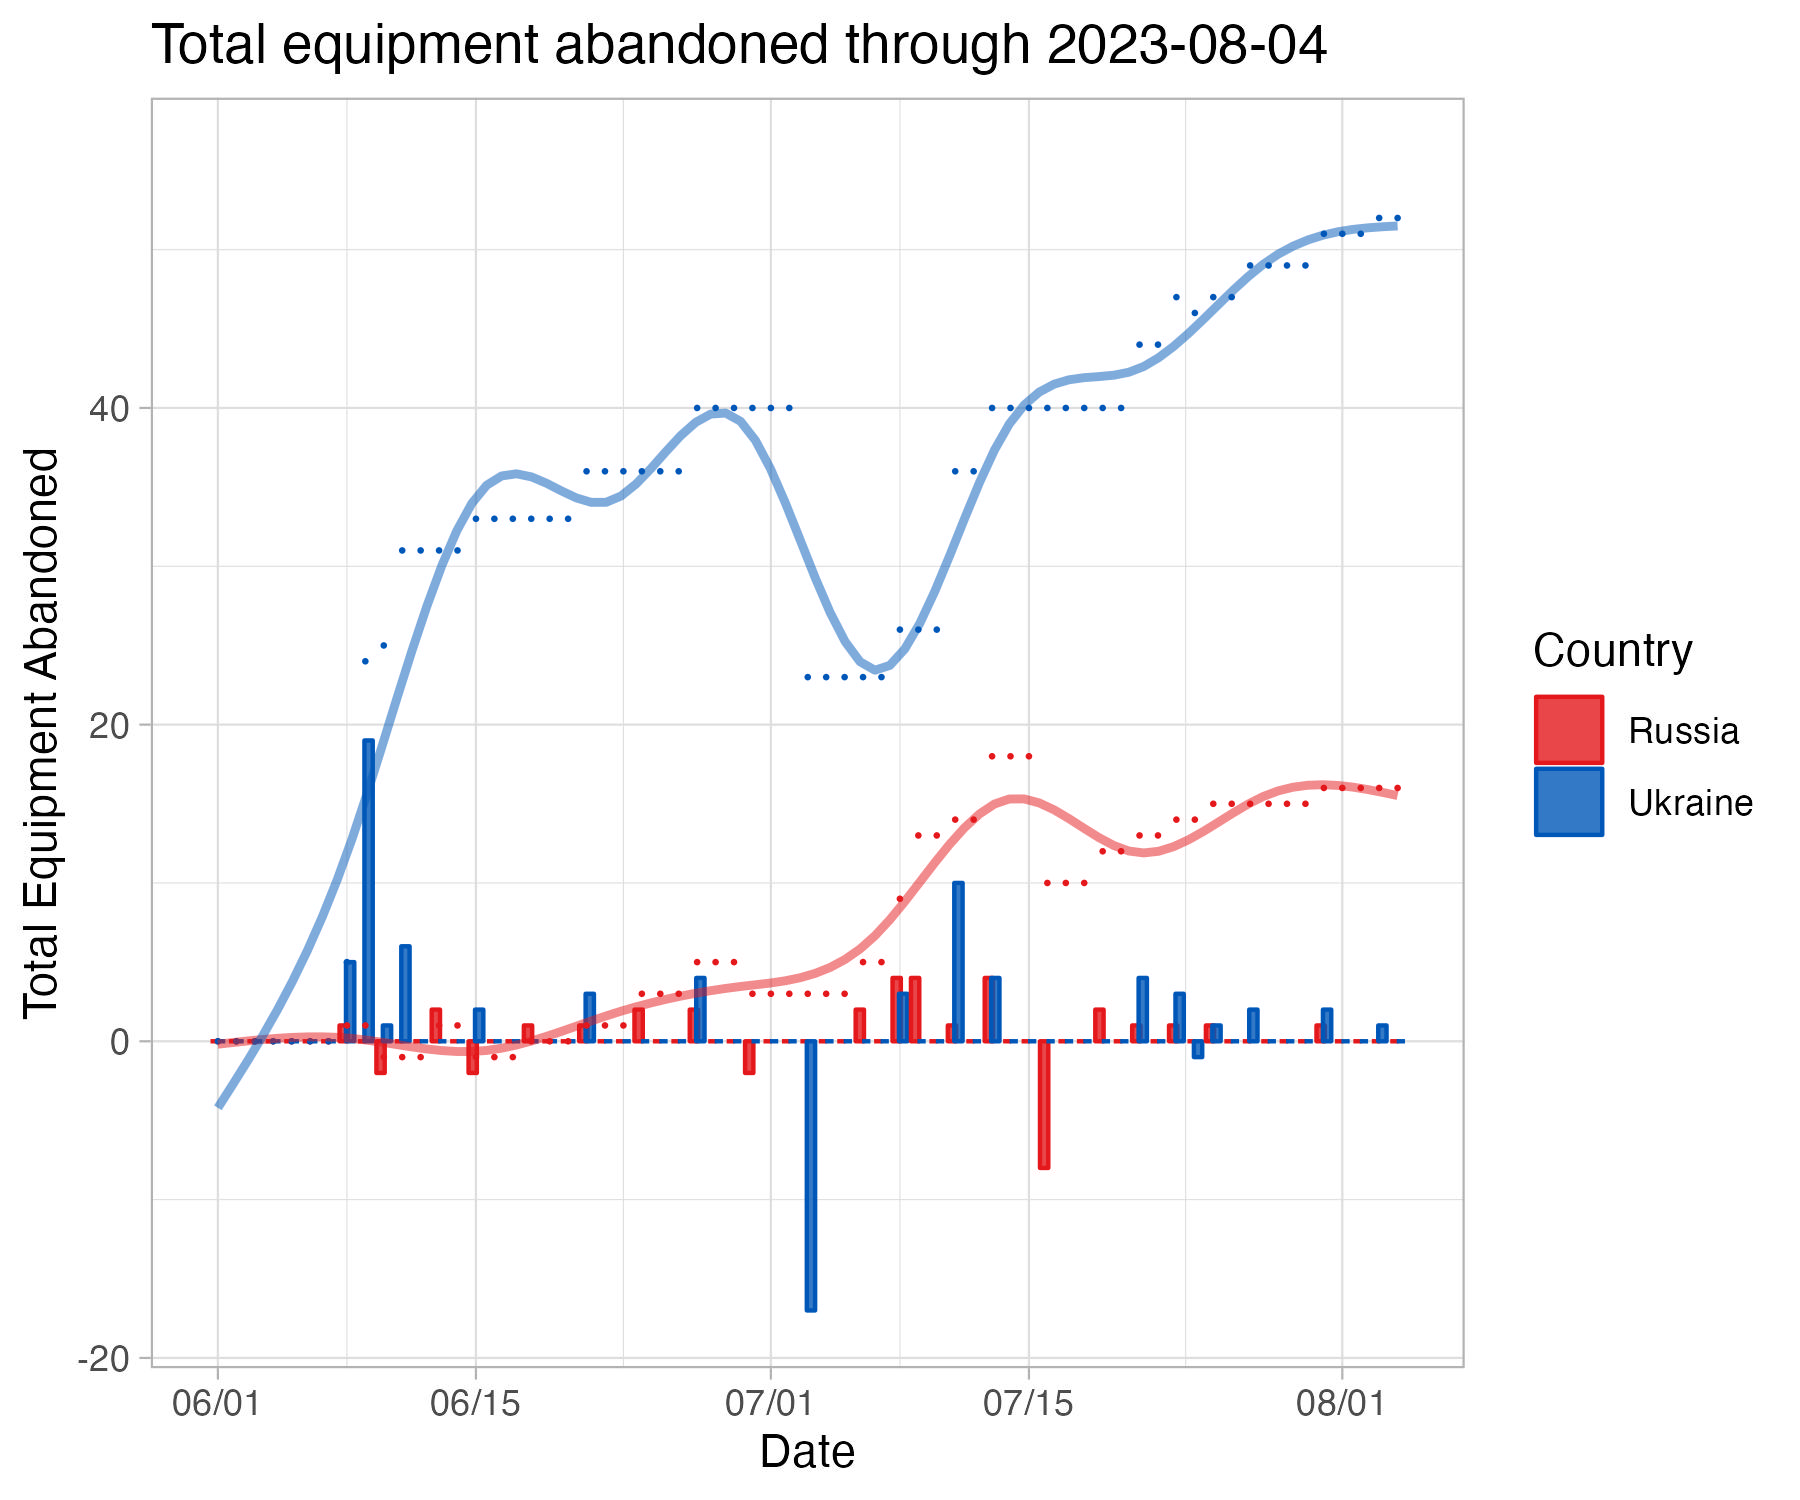 Total equipment abandoned through 2023-08-04
Total Equipment Abandoned
40
20
0
-20
06/01
06/15
07/01
07/15
08/01
Date
Country
Russia
Ukraine